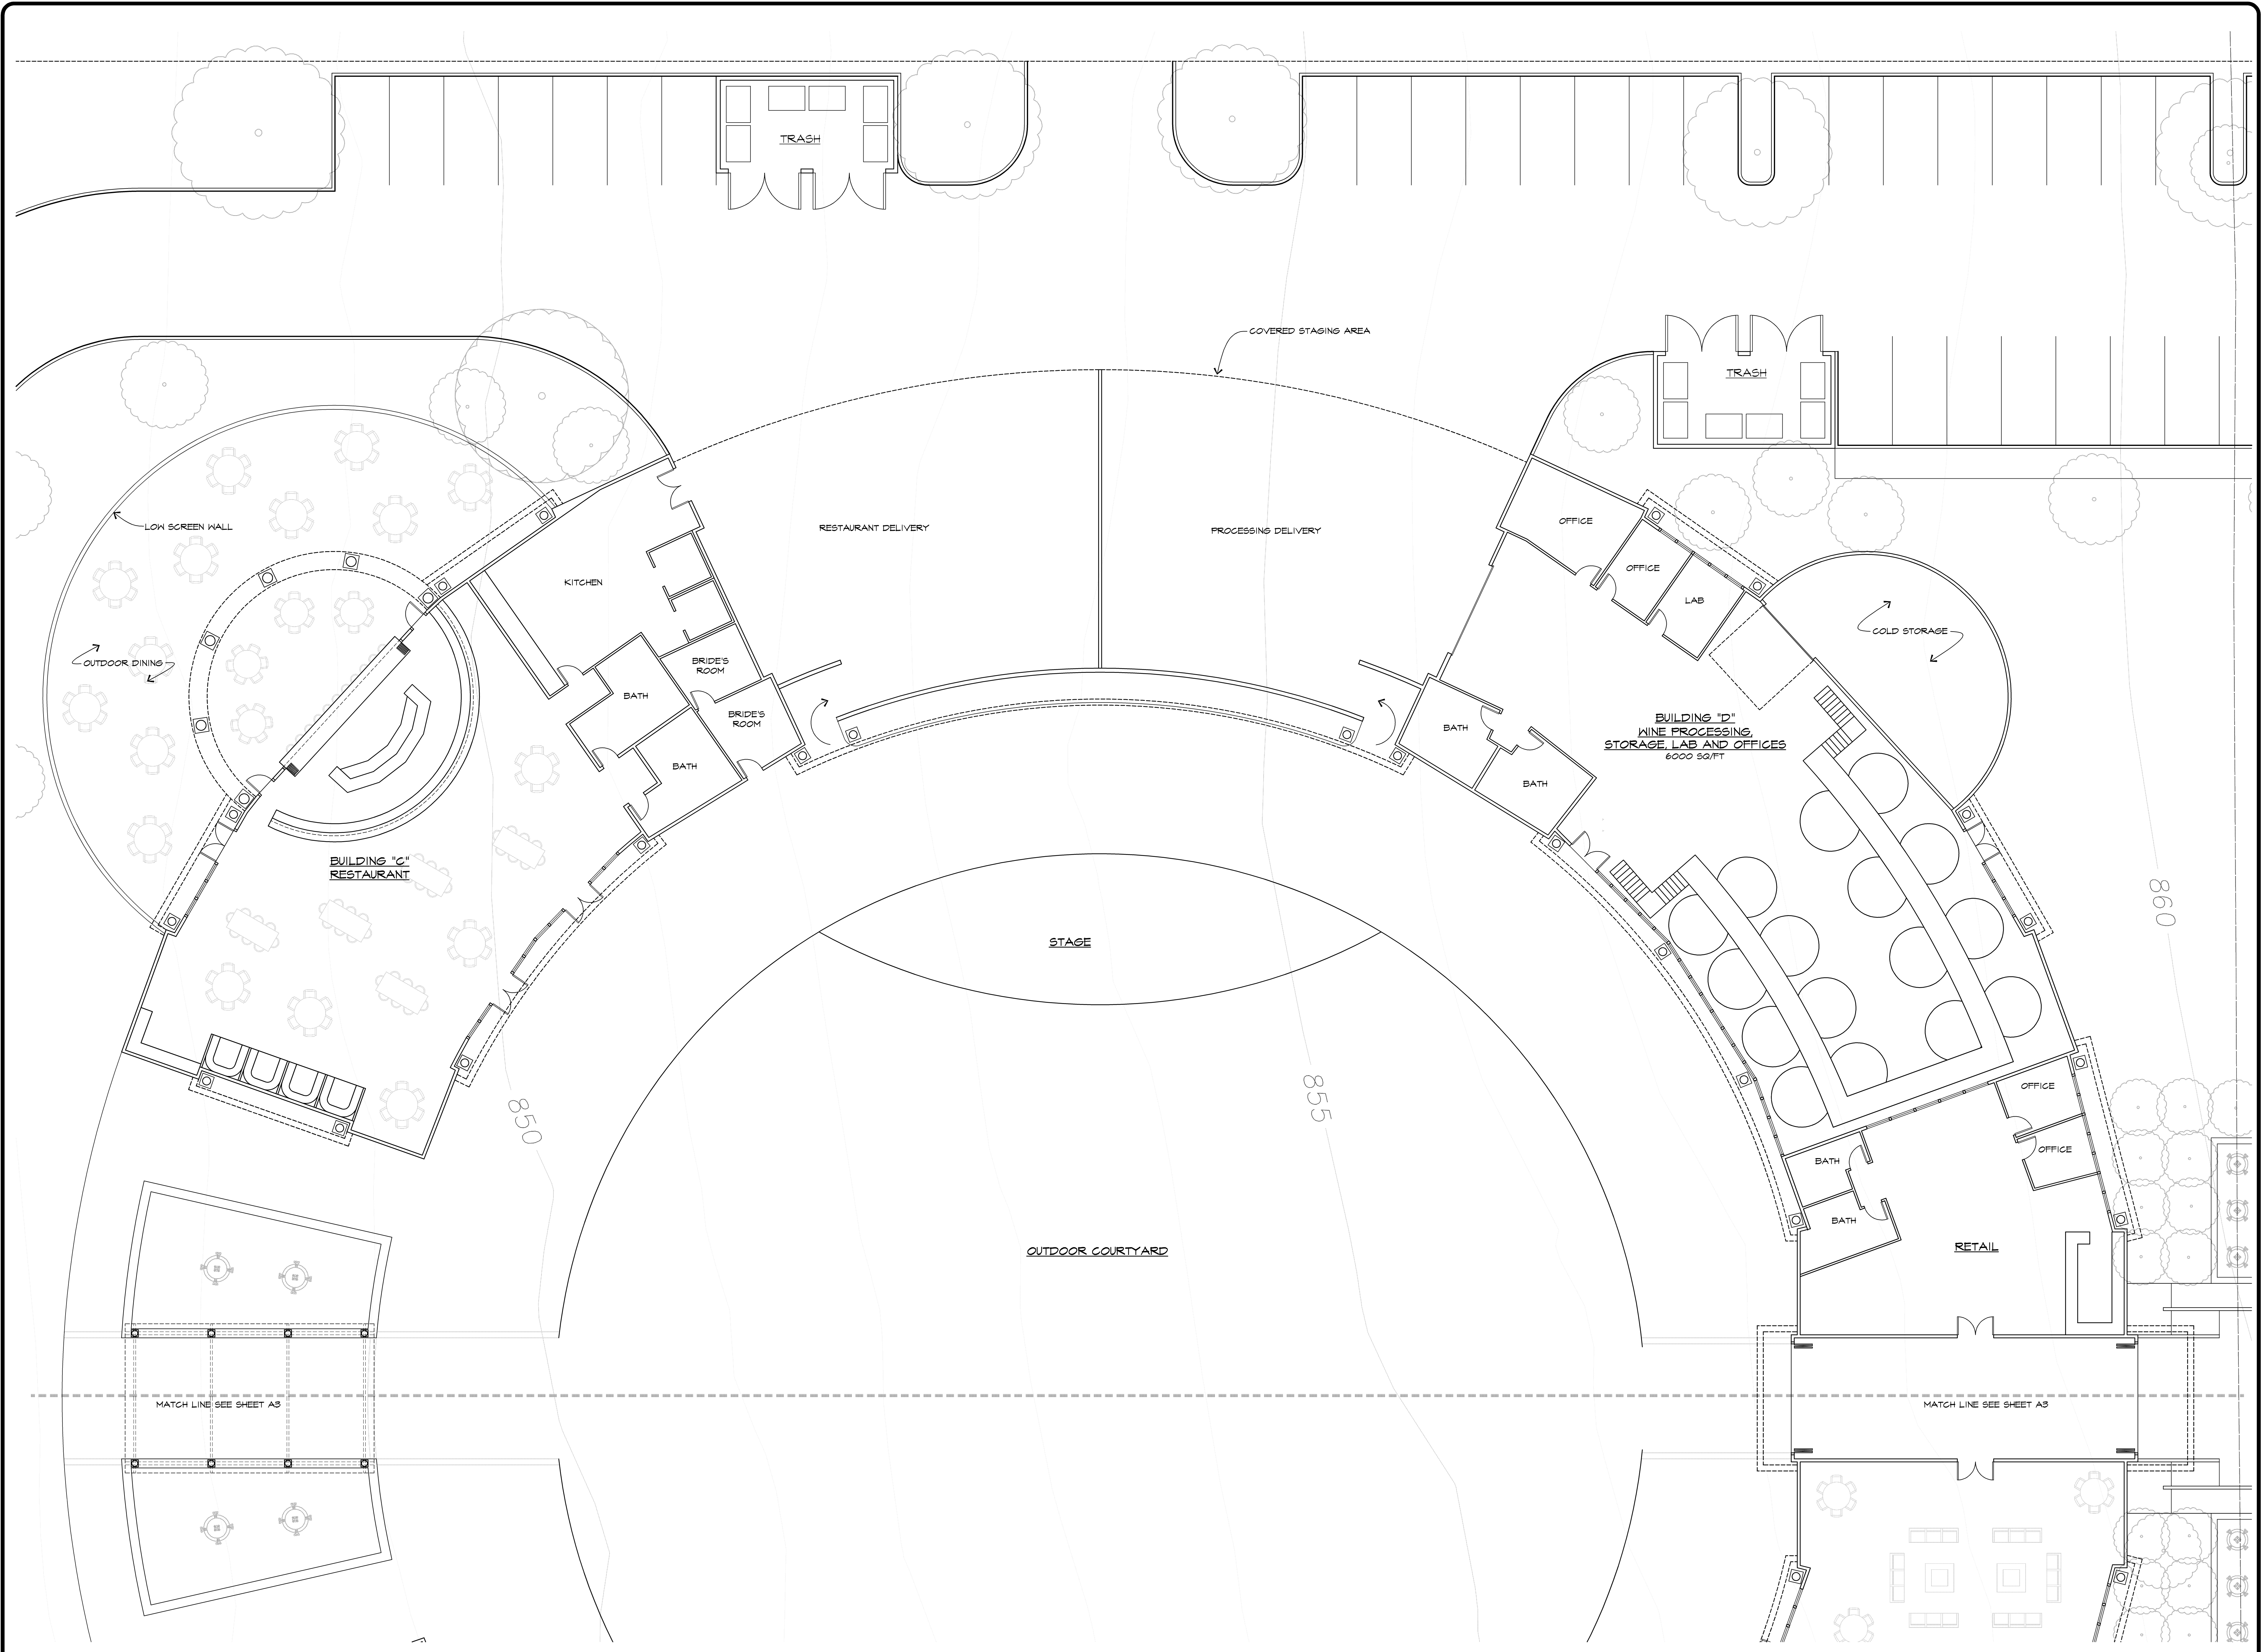 TRASH
COVERED STAGING AREA
TRASH
LOW SCREEN WALL
RESTAURANT DELIVERY
PROCESSING DELIVERY
OFFICE
OFFICE
LAB
KITCHEN
COLD STORAGE
OUTDOOR DINING
BRIDE'S
ROOM
BATH
BRIDE'S
ROOM
BATH
BATH
BATH
BUILDING "D"
WINE PROCESSING,
STORAGE, LAB AND OFFICES
6000 SQ/FT
BUILDING "C"
RESTAURANT
860
STAGE
850
855
OFFICE
OFFICE
BATH
BATH
RETAIL
OUTDOOR COURTYARD
MATCH LINE SEE SHEET A3
MATCH LINE SEE SHEET A3